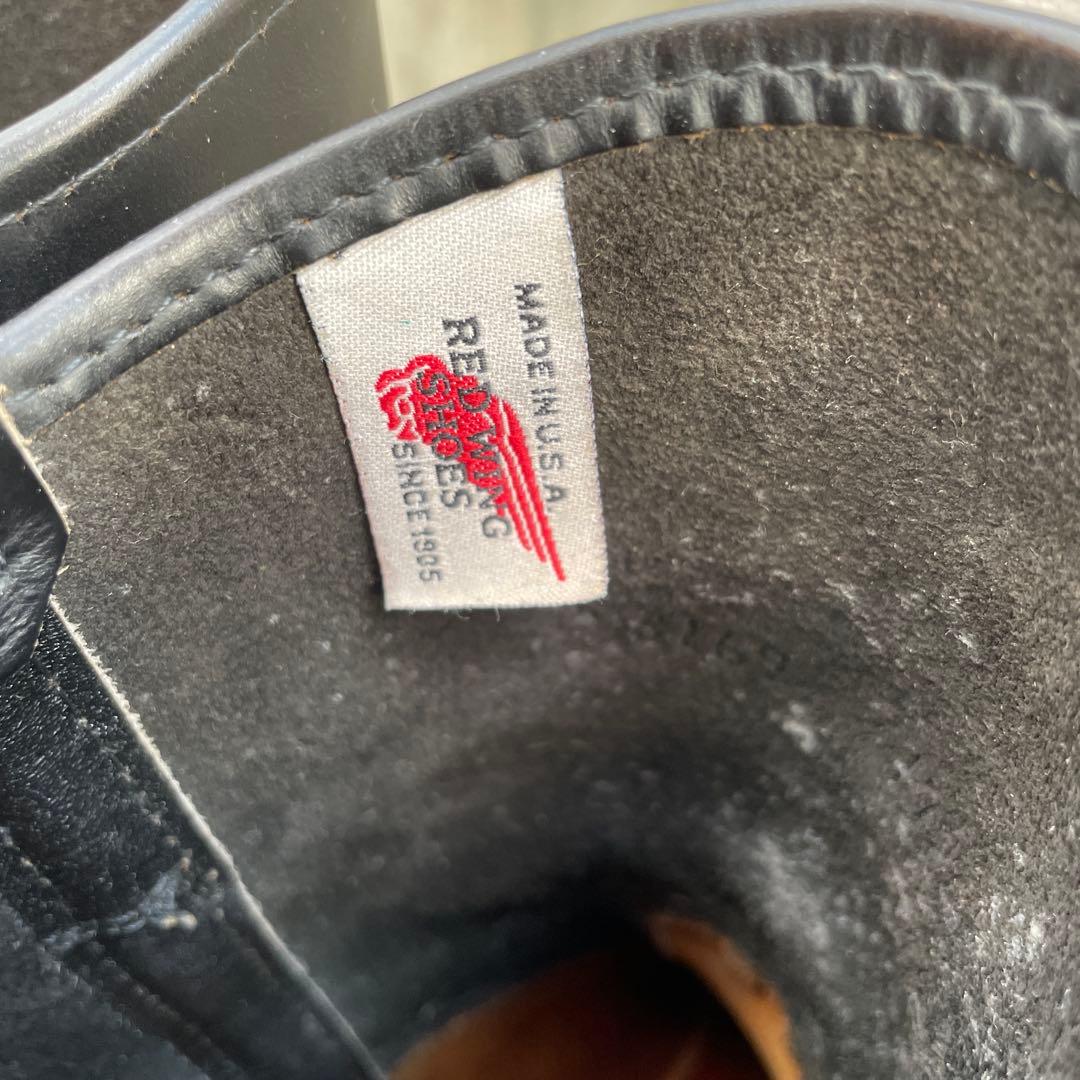 MADE IN U.S.A.
RED WING
SHOES
SINCE 1905